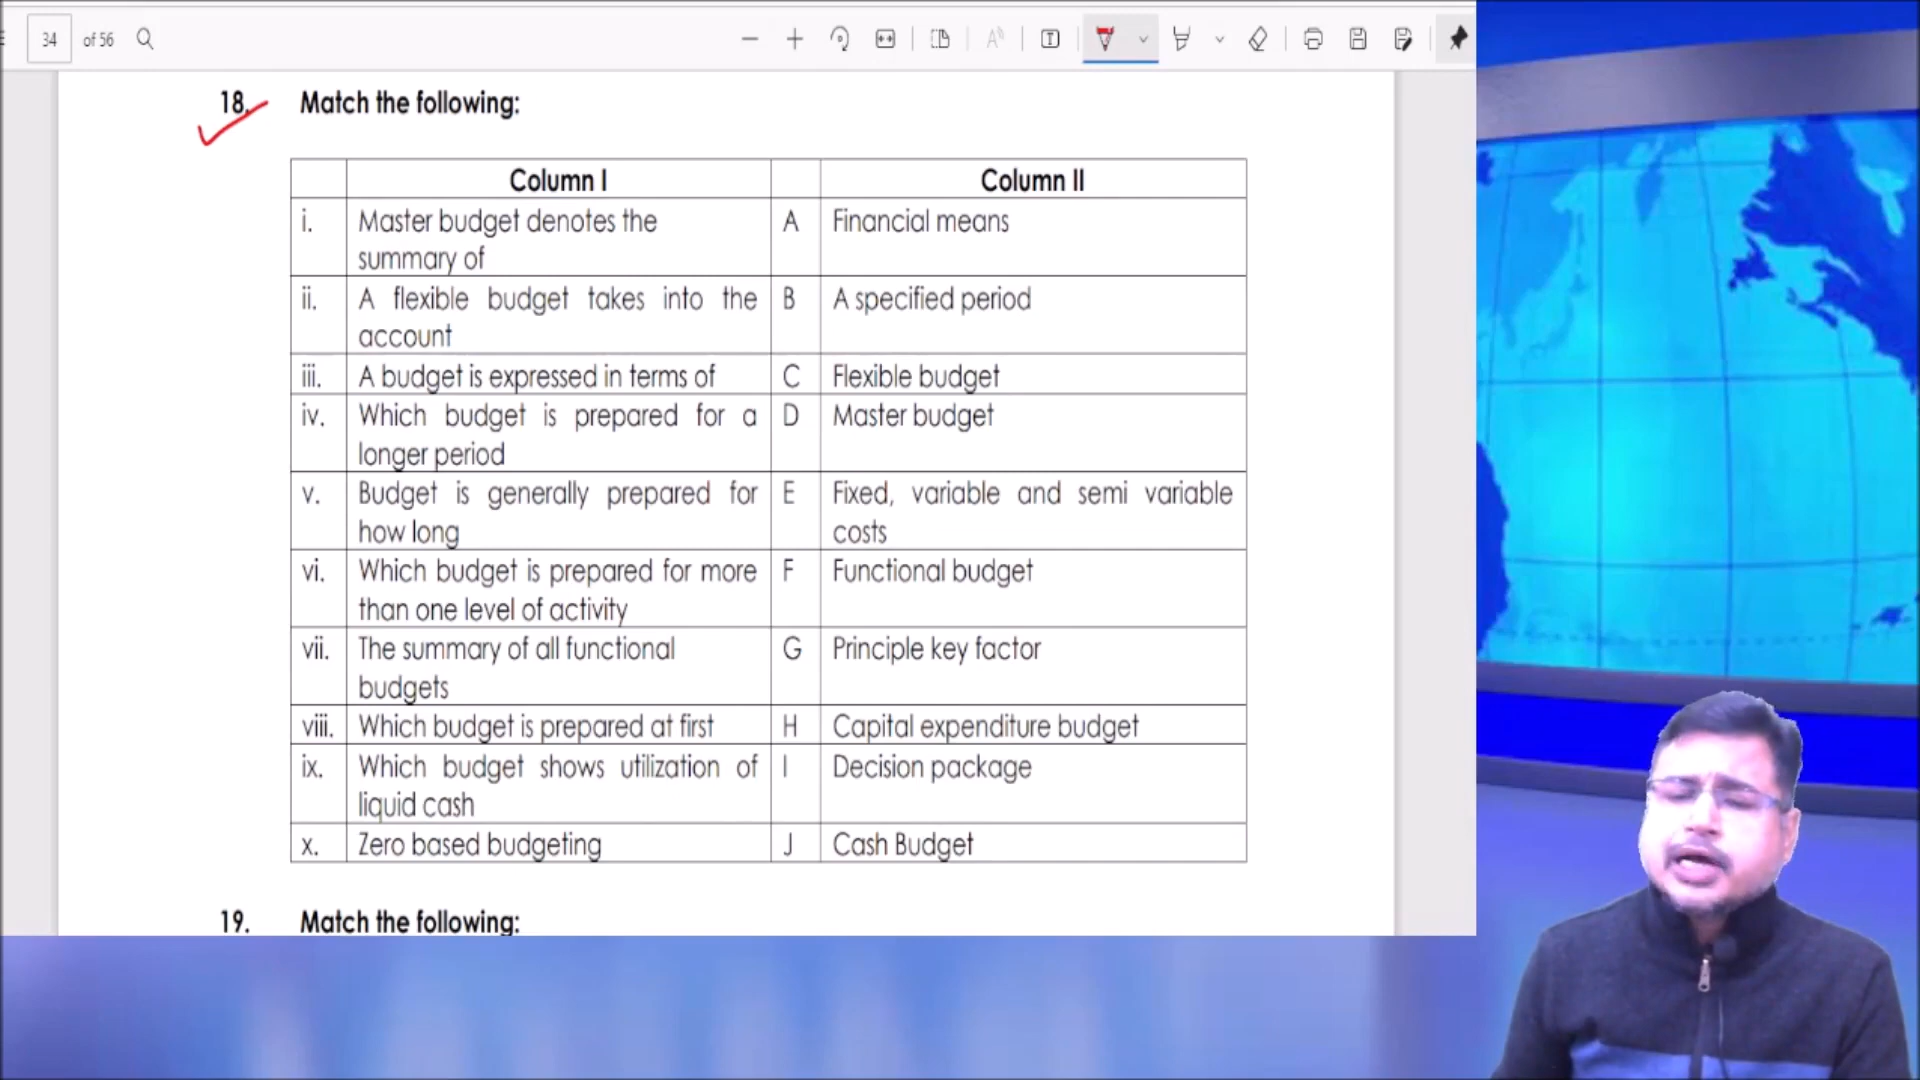 34 of 56
18. Match the following:
Column I Column II
i. Master budget denotes the summary of A Financial means
ii. A flexible budget takes into the account B A specified period
iii. A budget is expressed in terms of C Flexible budget
iv. Which budget is prepared for a longer period D Master budget
v. Budget is generally prepared for how long E Fixed, variable and semi variable costs
vi. Which budget is prepared for more than one level of activity F Functional budget
vii. The summary of all functional budgets G Principle key factor
viii. Which budget is prepared at first H Capital expenditure budget
ix. Which budget shows utilization of liquid cash I Decision package
x. Zero based budgeting J Cash Budget
19. Match the following: